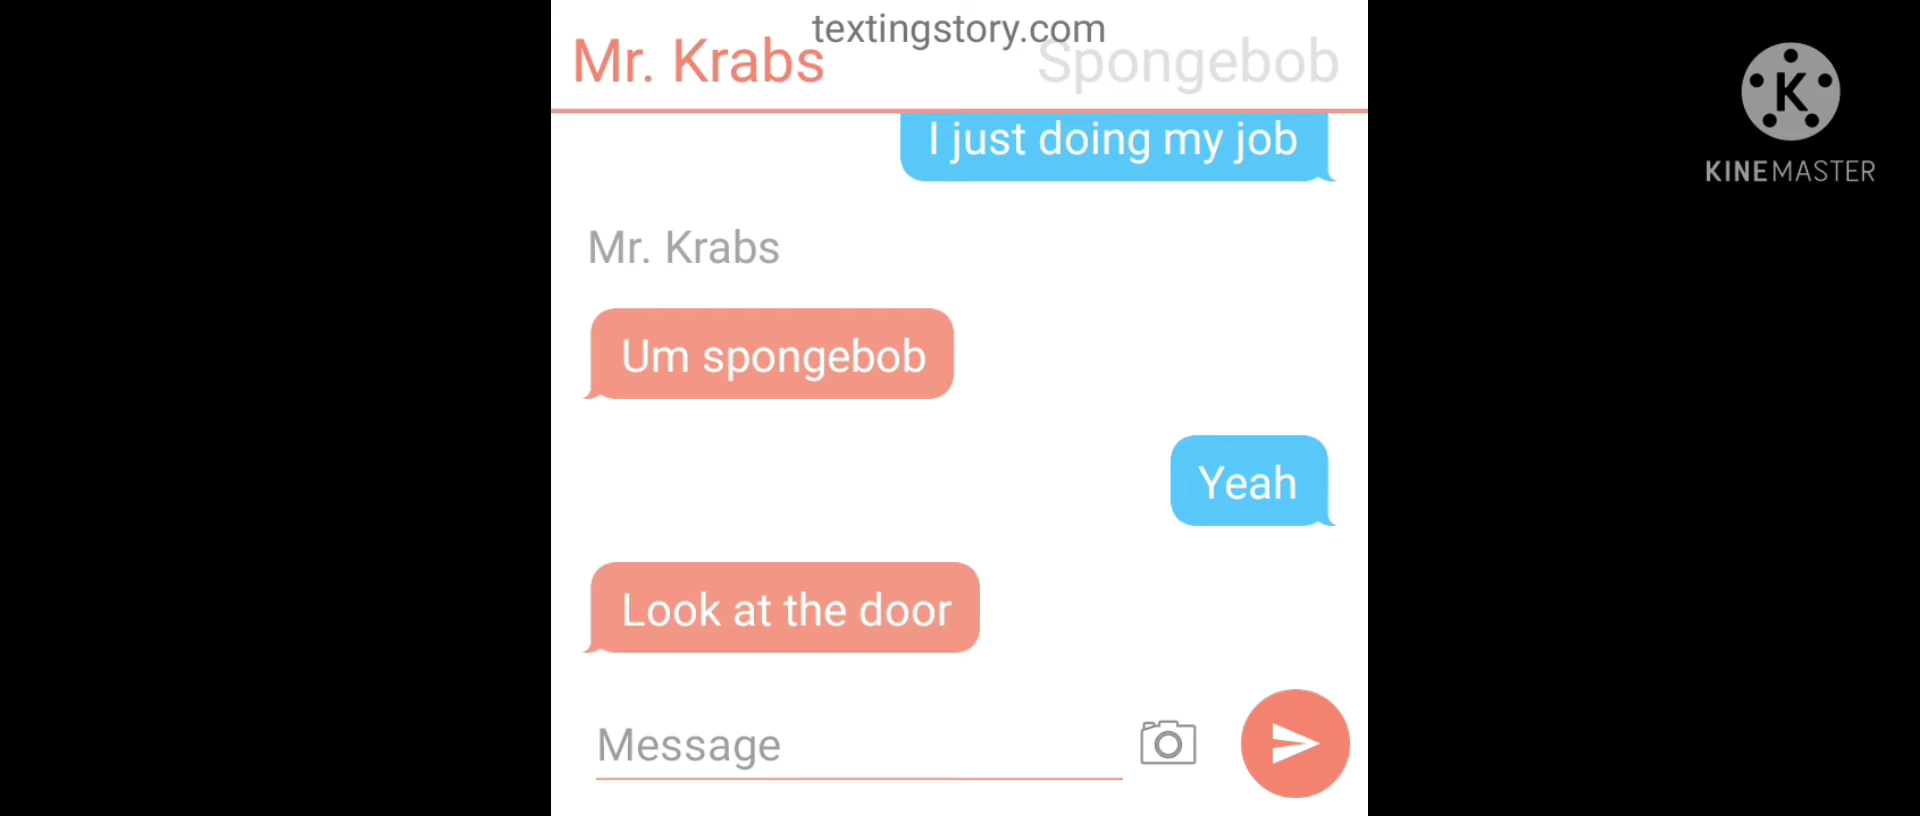 textingstory.com
Mr. Krabs
Spongebob
I just doing my job
Mr. Krabs
Um spongebob
Yeah
Look at the door
Message
K
KINEMASTER